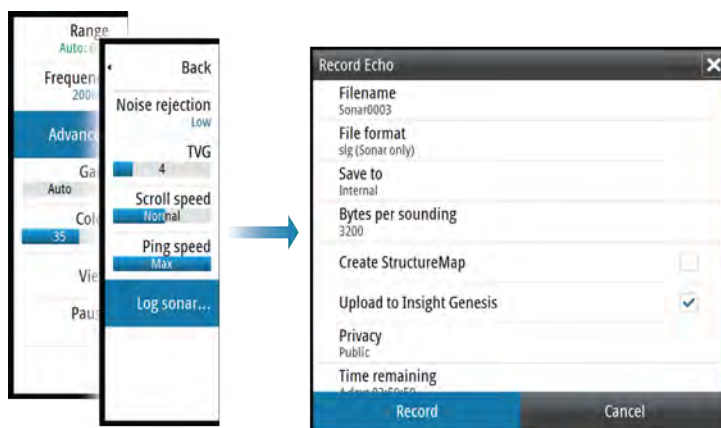 Range
Auto:
Frequen
200
Advance
Ga
Auto
Col
35
Vie
Paus
Back
Noise rejection
Low
TVG
4
Scroll speed
Normal
Ping speed
Max
Log sonar...
Record Echo
Filename
Sonar0003
File format
slg (Sonar only)
Save to
Internal
Bytes per sounding
3200
Create StructureMap
Upload to Insight Genesis
Privacy
Public
Time remaining
Record
Cancel